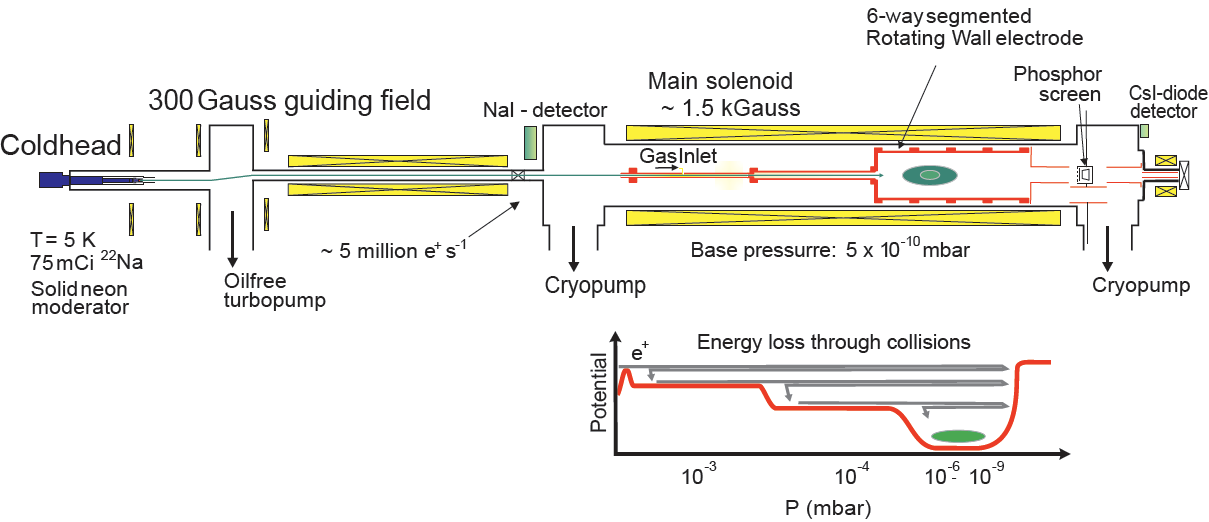 6-way segmented
Rotating Wall electrode
300 Gauss guiding field
NaI - detector
Main solenoid
~ 1.5 kGauss
Phosphor
screen
CsI-diode
detector
Coldhead
Gas Inlet
T = 5 K
75 mCi ²²Na
Solid neon
moderator
Oilfree
turbopump
~ 5 million e⁺ s⁻¹
Cryopump
Base pressurre: 5 x 10⁻¹⁰ mbar
Cryopump
Potential
e⁺
Energy loss through collisions
10⁻³
10⁻⁴
10⁻⁶ - 10⁻⁹
P (mbar)